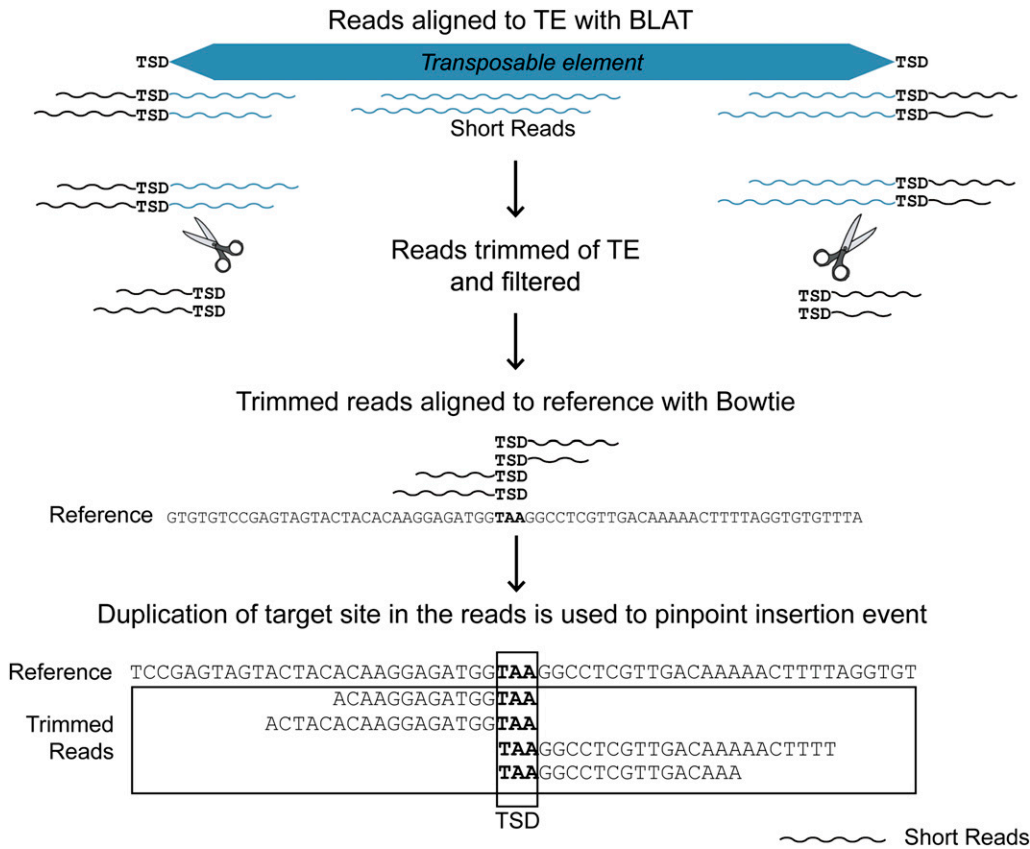 Reads aligned to TE with BLAT
TSD Transposable element TSD
TSD TSD
TSD TSD
Short Reads
TSD TSD
TSD TSD
Reads trimmed of TE
and filtered
TSD TSD
TSD TSD
Trimmed reads aligned to reference with Bowtie
TSD
TSD
TSD
TSD
Reference GTGTGTCCGAGTAGTACTACACAAGGAGATGGTAAGGCCTCGTTGACAAAAACTTTTAGGTGTGTTTA
Duplication of target site in the reads is used to pinpoint insertion event
Reference TCCGAGTAGTACTACACAAGGAGATGGTAAGGCCTCGTTGACAAAAACTTTTAGGTGT
Trimmed
Reads
ACAAGGAGATGGTAA
ACTACACAAGGAGATGGTAA
TAAGGCCTCGTTGACAAAAACTTTT
TAAGGCCTCGTTGACAAA
TSD
Short Reads